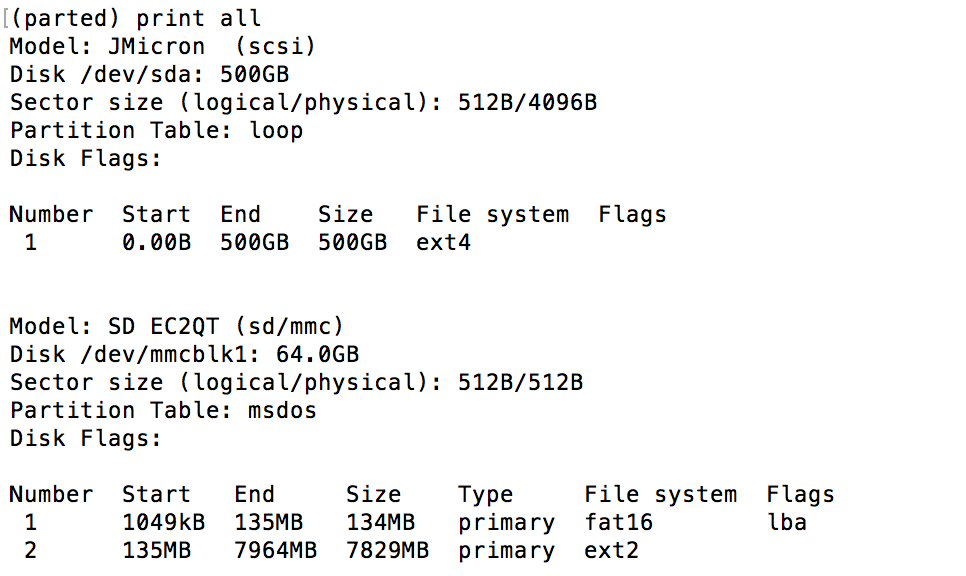 [(parted) print all
Model: JMicron  (scsi)
Disk /dev/sda: 500GB
Sector size (logical/physical): 512B/4096B
Partition Table: loop
Disk Flags:

Number  Start   End    Size   File system  Flags
 1      0.00B   500GB  500GB  ext4


Model: SD EC2QT (sd/mmc)
Disk /dev/mmcblk1: 64.0GB
Sector size (logical/physical): 512B/512B
Partition Table: msdos
Disk Flags:

Number  Start   End     Size    Type     File system  Flags
 1      1049kB  135MB   134MB   primary  fat16        lba
 2      135MB   7964MB  7829MB  primary  ext2